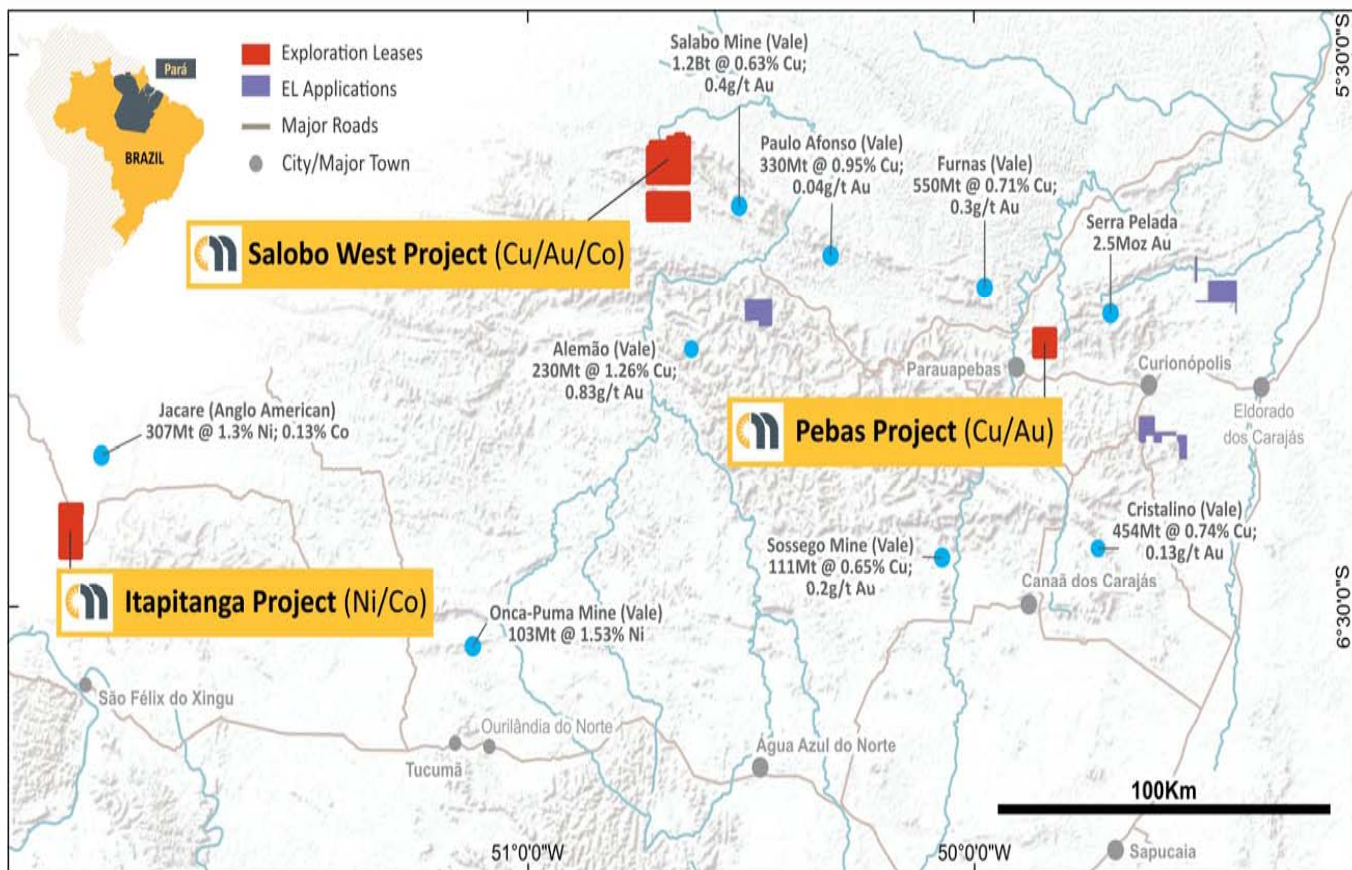 Pará
BRAZIL
Exploration Leases
EL Applications
Major Roads
City/Major Town
Salabo Mine (Vale)
1.2Bt @ 0.63% Cu;
0.4g/t Au
Paulo Afonso (Vale)
330Mt @ 0.95% Cu;
0.04g/t Au
Furnas (Vale)
550Mt @ 0.71% Cu;
0.3g/t Au
Serra Pelada
2.5Moz Au
5°30'0"S
Salobo West Project (Cu/Au/Co)
Alemão (Vale)
230Mt @ 1.26% Cu;
0.83g/t Au
Parauapebas
Curionópolis
Eldorado
dos Carajás
Pebas Project (Cu/Au)
Jacare (Anglo American)
307Mt @ 1.3% Ni; 0.13% Co
Itapitanga Project (Ni/Co)
Cristalino (Vale)
454Mt @ 0.74% Cu;
0.13g/t Au
Sossego Mine (Vale)
111Mt @ 0.65% Cu;
0.2g/t Au
Canaã dos Carajás
6°30'0"S
Onca-Puma Mine (Vale)
103Mt @ 1.53% Ni
São Félix do Xingu
Ourilândia do Norte
Tucumã
Água Azul do Norte
100Km
51°0'0"W
50°0'0"W
Sapucaia